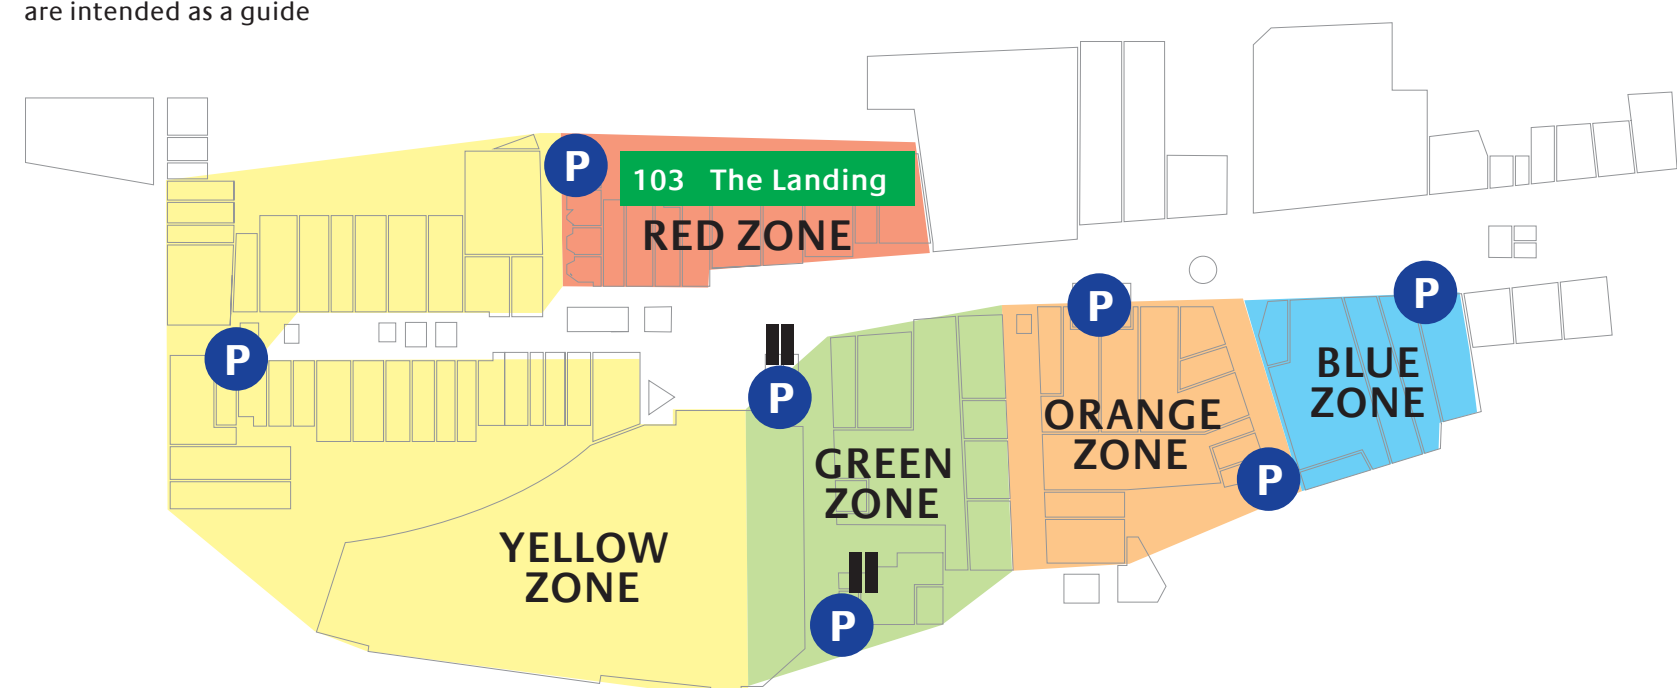 are intended as a guide
P
103 The Landing
RED ZONE
P
P
P
P
BLUE
ZONE
ORANGE
ZONE
GREEN
ZONE
P
YELLOW
ZONE
P